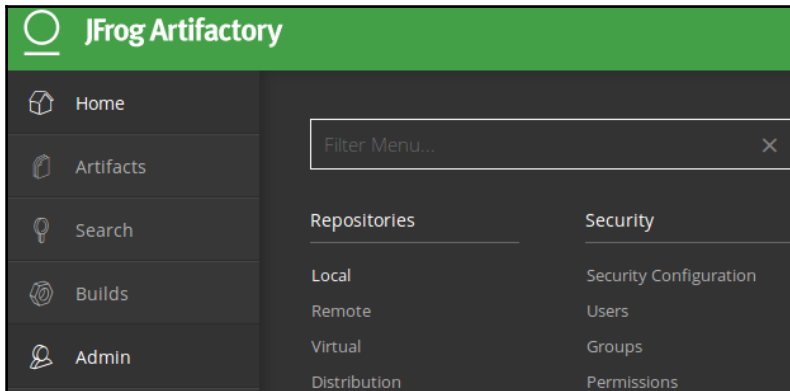 JFrog Artifactory
Home
Artifacts
Search
Builds
Admin
Filter Menu...
Repositories
Local
Remote
Virtual
Distribution
Security
Security Configuration
Users
Groups
Permissions